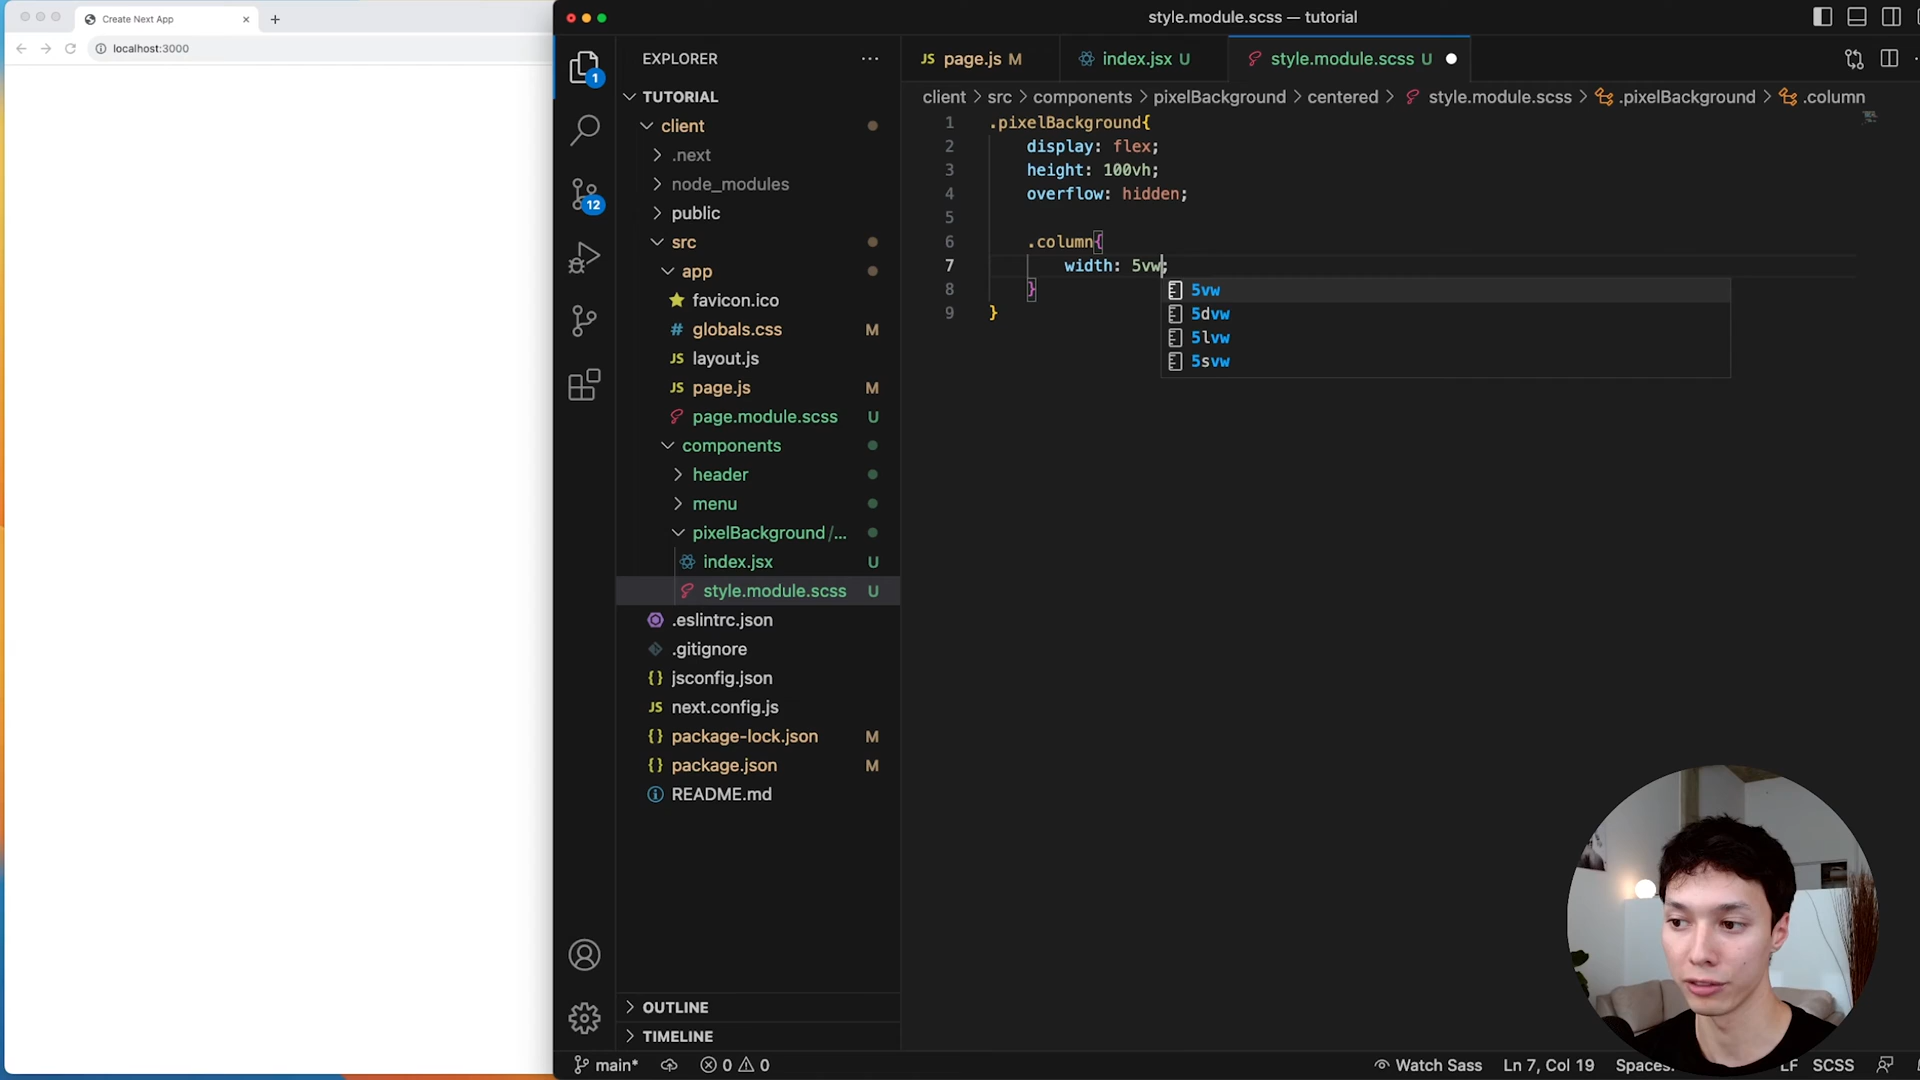 Create Next App
localhost:3000
style.module.scss — tutorial
EXPLORER
TUTORIAL
client
.next
node_modules
public
src
app
favicon.ico
globals.css M
layout.js
page.js M
page.module.scss U
components
header
menu
pixelBackground /...
index.jsx U
style.module.scss U
.eslintrc.json
.gitignore
jsconfig.json
next.config.js
package-lock.json M
package.json M
README.md
OUTLINE
TIMELINE
1
12
page.js M
index.jsx U
style.module.scss U
client > src > components > pixelBackground > centered > style.module.scss > .pixelBackground > .column
1 .pixelBackground{
2 display: flex;
3 height: 100vh;
4 overflow: hidden;
5
6 .column{
7 width: 5vw;
8 }
9 }
5vw
5dvw
5lvw
5svw
main* 0 0
Watch Sass Ln 7, Col 19 Spaces: LF SCSS